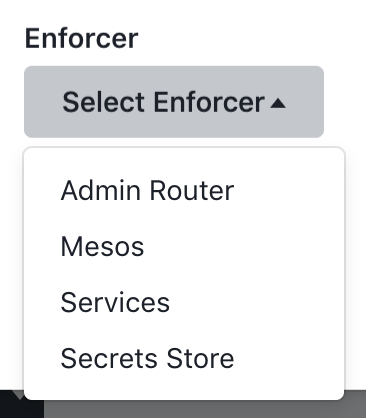 Enforcer
Select Enforcer
Admin Router
Mesos
Services
Secrets Store